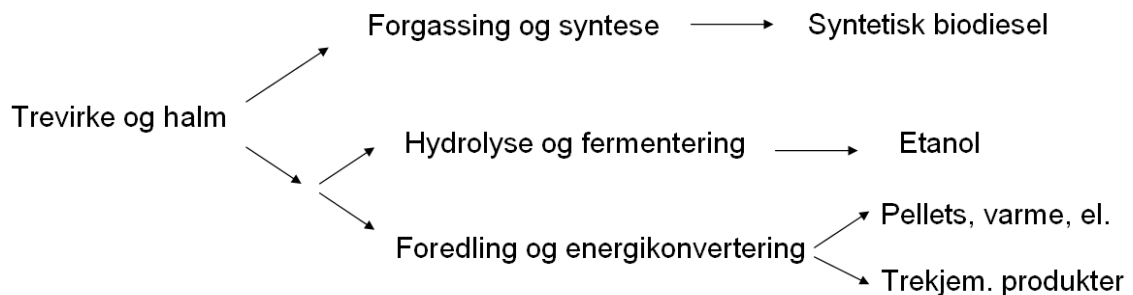 Forgassing og syntese
Syntetisk biodiesel
Trevirke og halm
Hydrolyse og fermentering
Etanol
Pellets, varme, el.
Foredling og energikonvertering
Trekjem. produkter